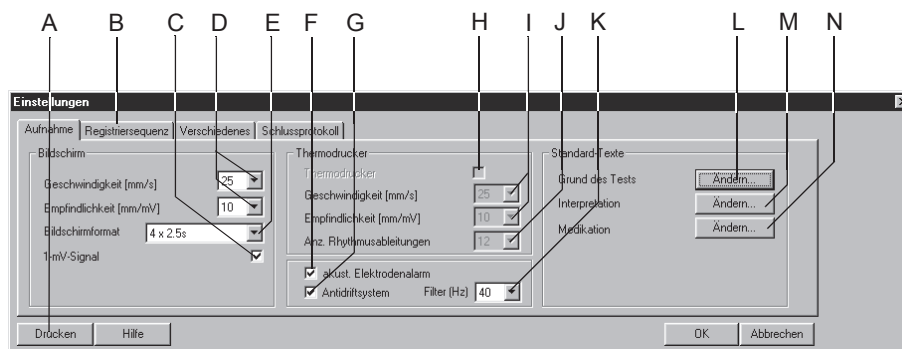 A B C D E F G H I J K L M N
Einstellungen
Aufnahme Registriersequenz Verschiedenes Schlussprotokoll
Bildschirm
Geschwindigkeit [mm/s] 25
Empfindlichkeit [mm/mV] 10
Bildschirmformat 4 x 2.5s
1-mV-Signal
Thermodrucker
Thermodrucker
Geschwindigkeit [mm/s] 25
Empfindlichkeit [mm/mV] 10
Anz. Rhythmusableitungen 12
akust. Elektrodenalarm
Antidriftsystem Filter (Hz) 40
Standard-Texte
Grund des Tests Ändern...
Interpretation Ändern...
Medikation Ändern...
Drucken Hilfe OK Abbrechen